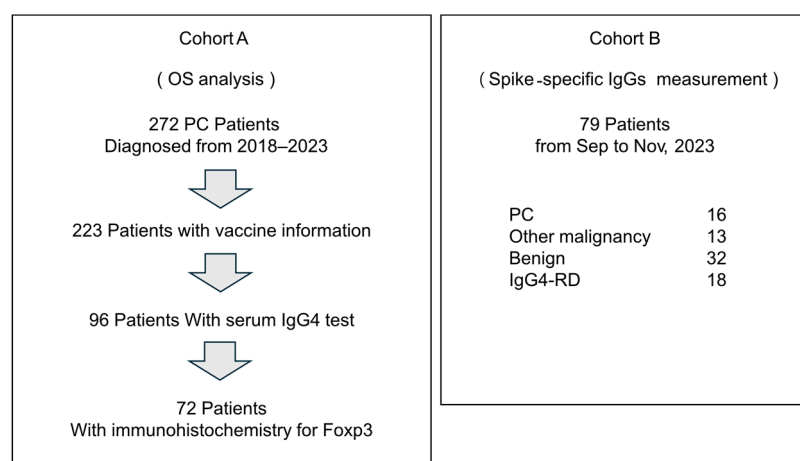 Cohort A
( OS analysis )
272 PC Patients
Diagnosed from 2018–2023
223 Patients with vaccine information
96 Patients With serum IgG4 test
72 Patients
With immunohistochemistry for Foxp3
Cohort B
( Spike-specific IgGs measurement )
79 Patients
from Sep to Nov, 2023
PC 16
Other malignancy 13
Benign 32
IgG4-RD 18